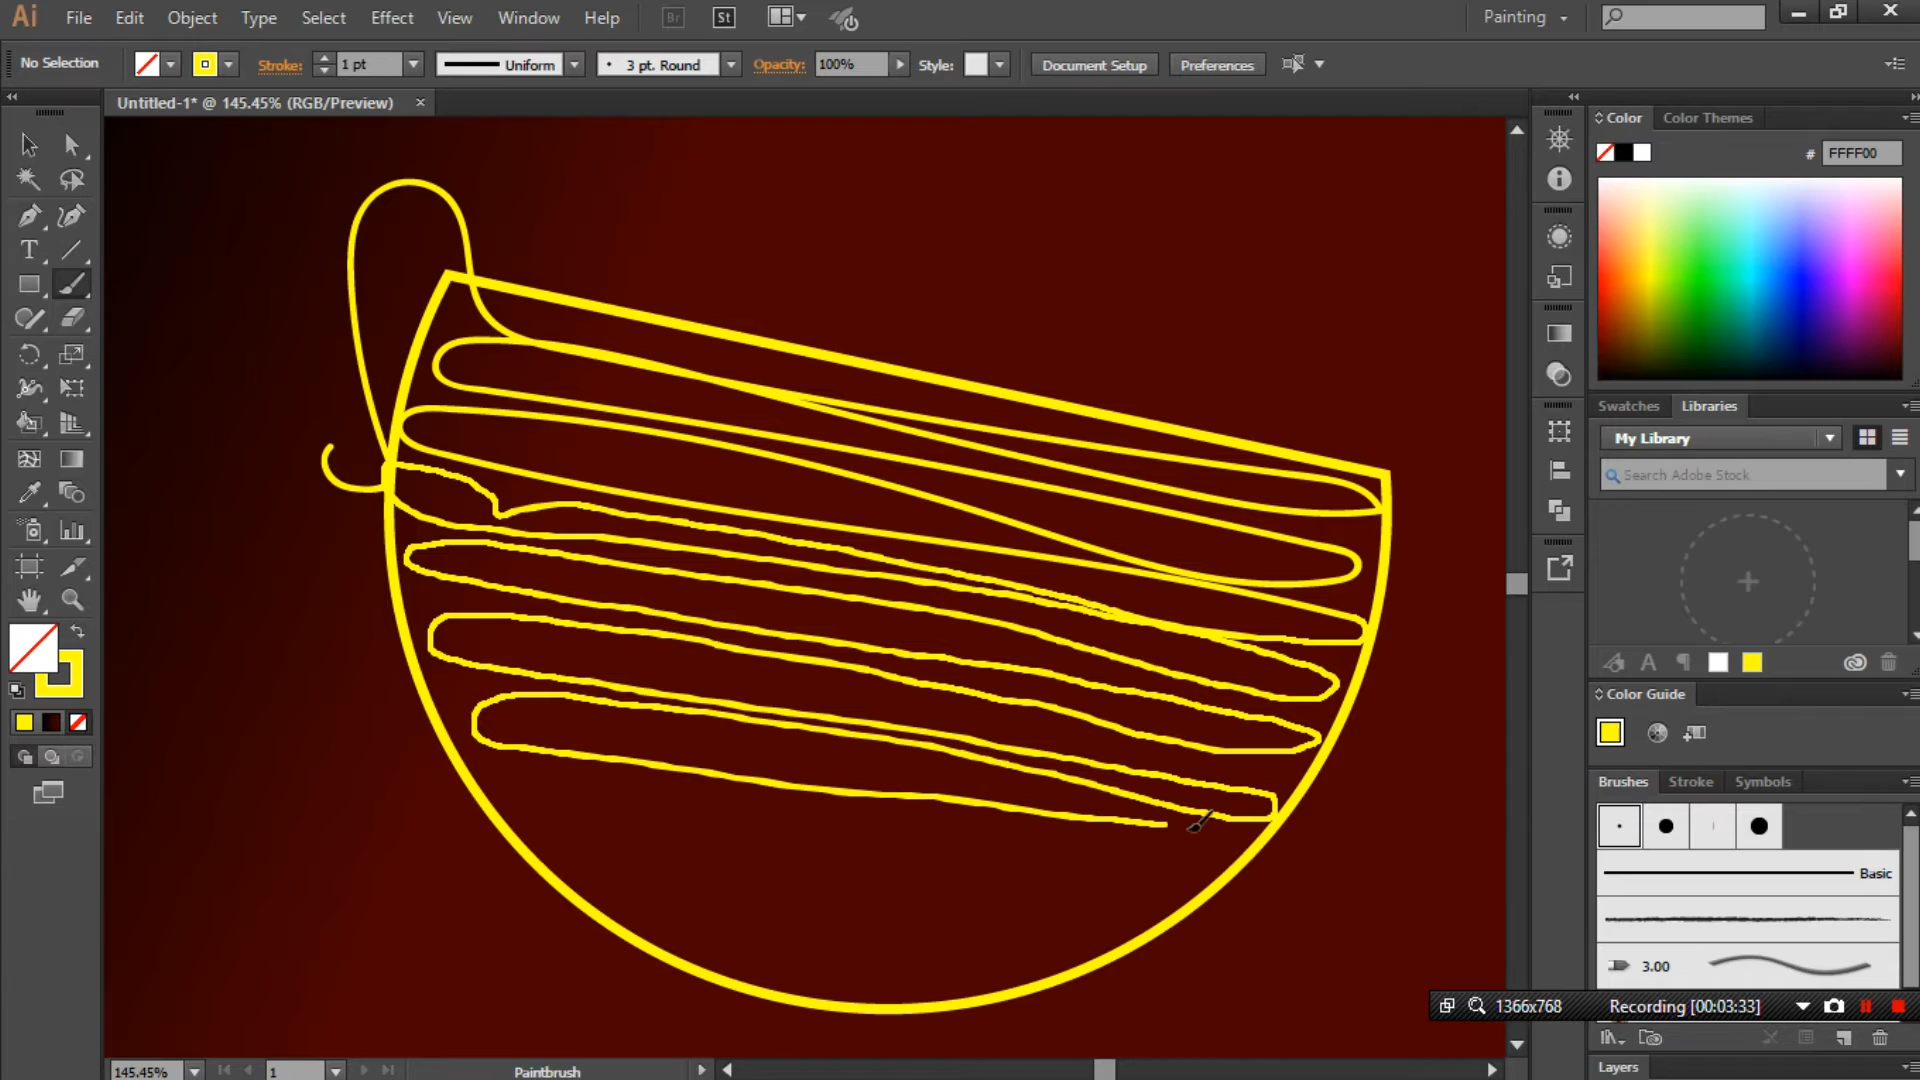 Ai File Edit Object Type Select Effect View Window Help Br St Painting
No Selection Stroke: 1 pt Uniform 3 pt. Round Opacity: 100% Style: Document Setup Preferences
Untitled-1* @ 145.45% (RGB/Preview)
Color Color Themes
# FFFF00
Swatches Libraries
My Library
Search Adobe Stock
Color Guide
Brushes Stroke Symbols
Basic
3.00
1366x768 Recording [00:03:33]
Layers
145.45% 1 Paintbrush